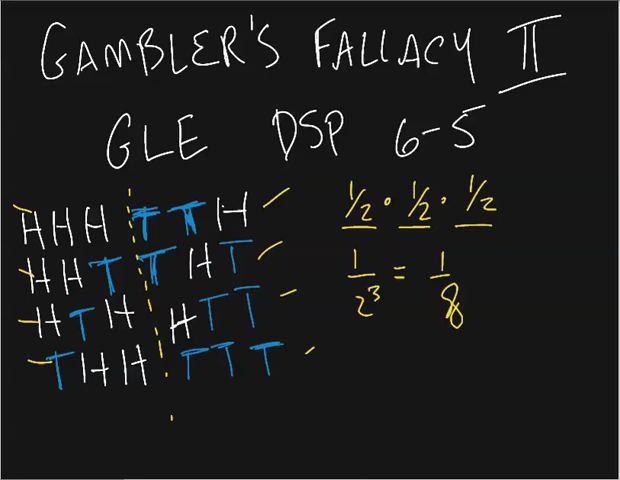 GAMBLER'S FALLACY II
GLE DSP 6-5
HHH TTH 1/2 • 1/2 • 1/2
HHT THT 1/2³ = 1/8
HTH HTT
THH TTT